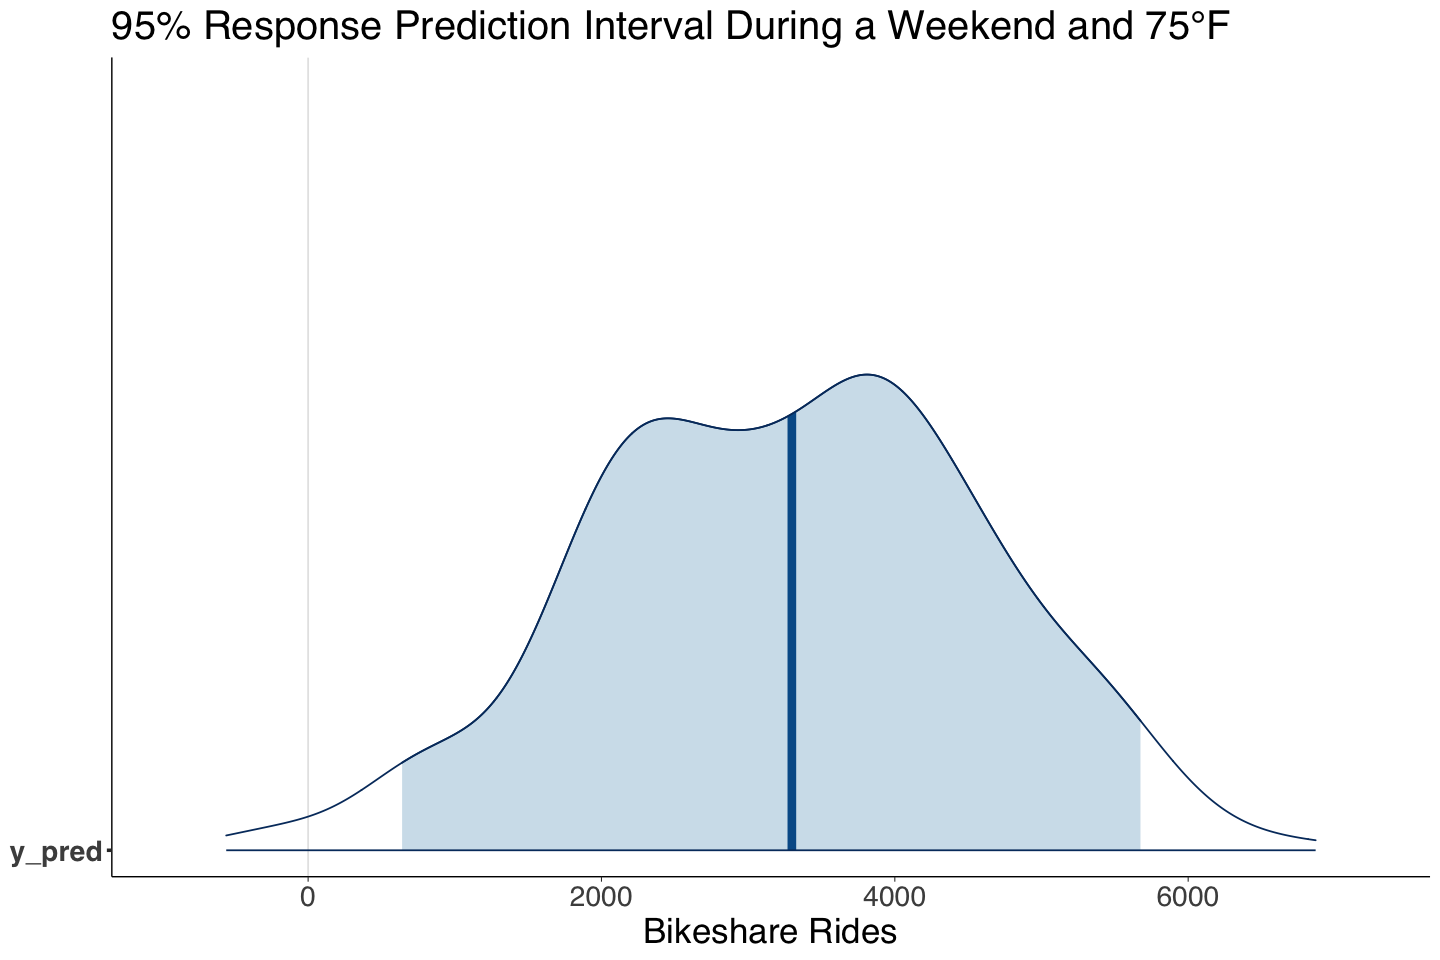 95% Response Prediction Interval During a Weekend and 75°F
y_pred
0 2000 4000 6000
Bikeshare Rides